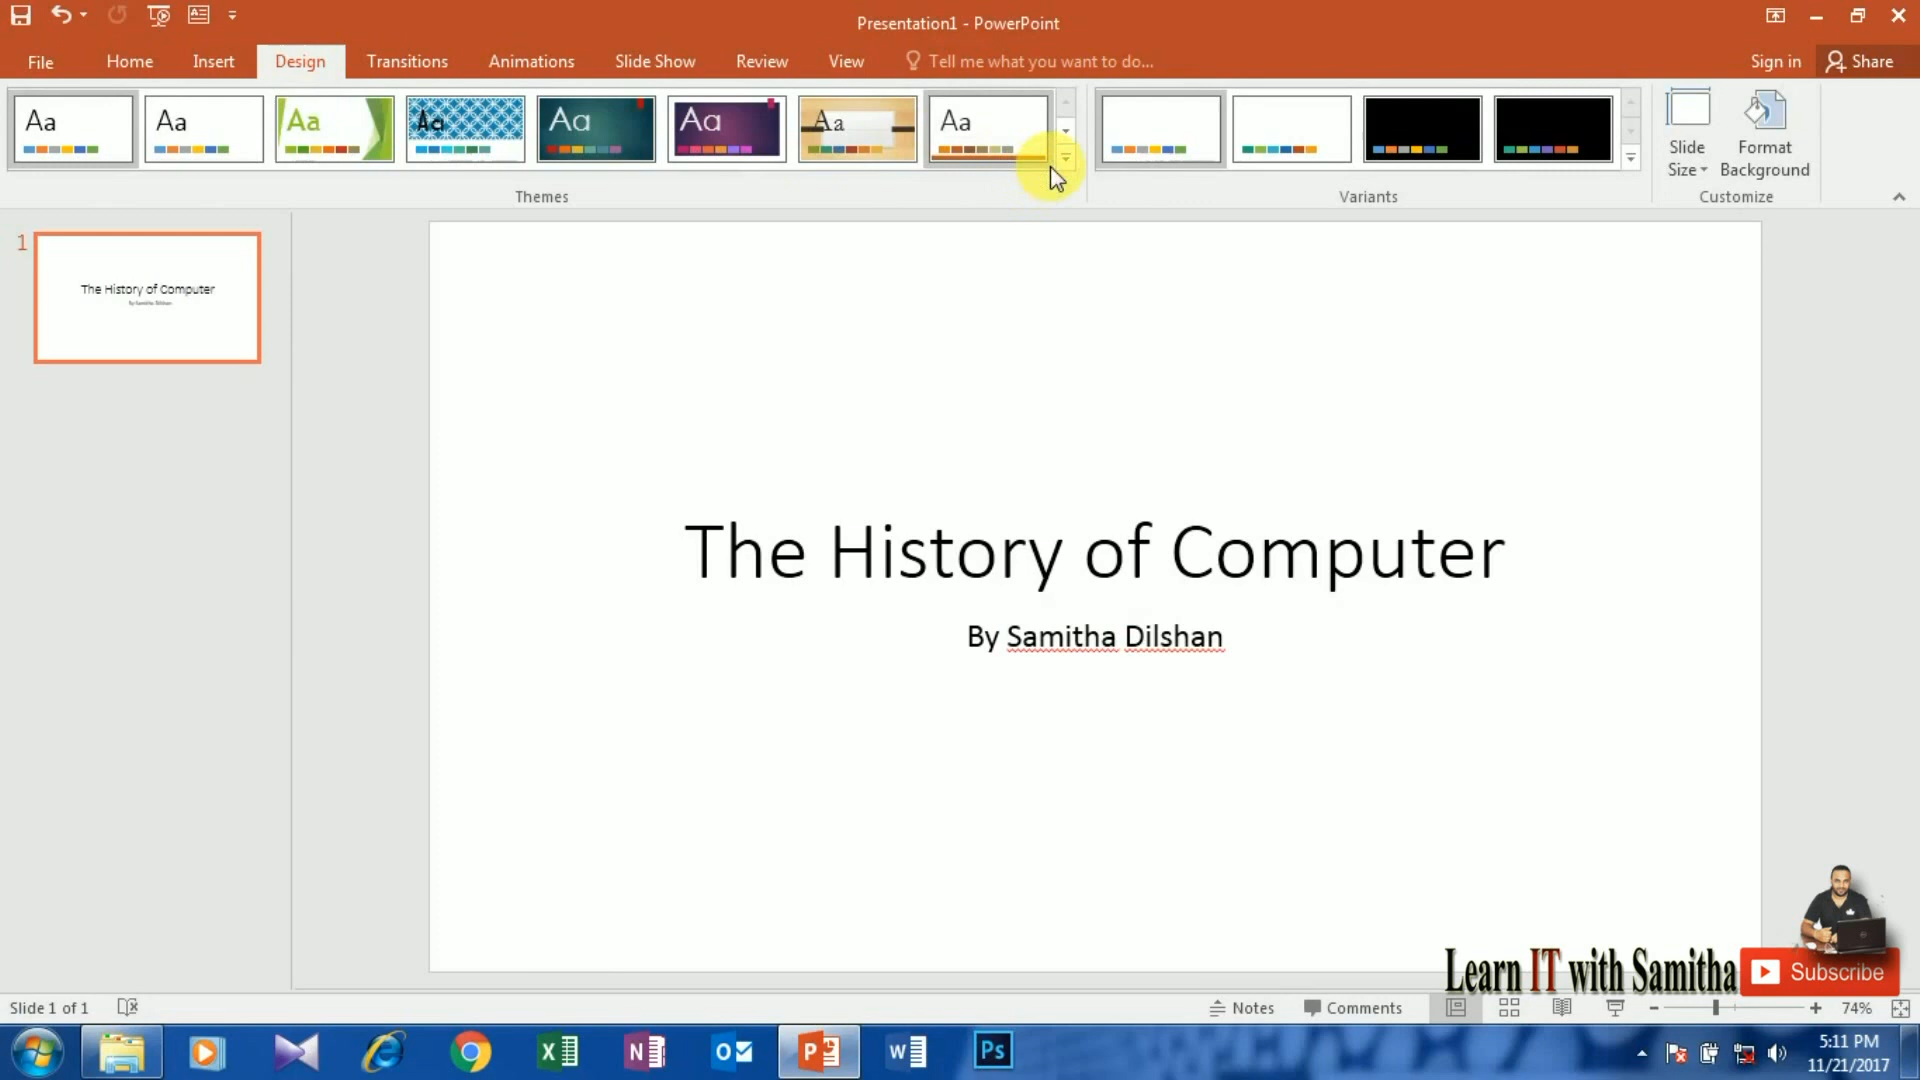 Presentation1 - PowerPoint
File Home Insert Design Transitions Animations Slide Show Review View Tell me what you want to do... Sign in Share
Aa Aa Aa Aa Aa Aa Aa Aa
Slide Size
Format Background
Themes Variants Customize
1
The History of Computer
By Samitha Dilshan
The History of Computer
By Samitha Dilshan
Learn IT with Samitha
Subscribe
Slide 1 of 1 Notes Comments 74%
5:11 PM
11/21/2017